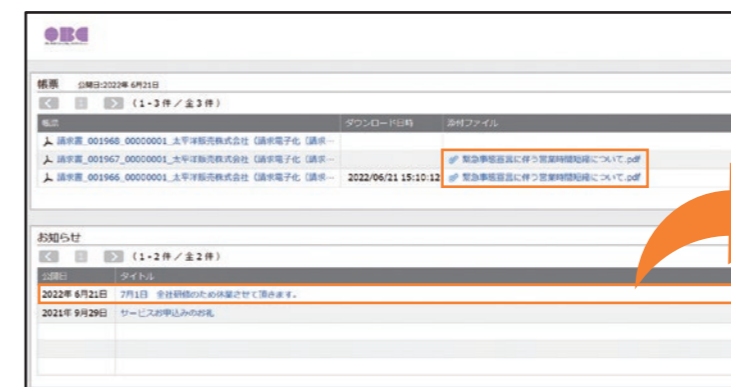 OBC
帳票 公開日:2022年 6月21日
< 1 > (1-3件/全3件)
帳票 ダウンロード日時 添付ファイル
請求書_001968_00000001_太平洋販売株式会社 (請求電子化 (請求…
請求書_001967_00000001_太平洋販売株式会社 (請求電子化 (請求… 緊急事態宣言に伴う営業時間短縮について.pdf
請求書_001966_00000001_太平洋販売株式会社 (請求電子化 (請求… 2022/06/21 15:10:12 緊急事態宣言に伴う営業時間短縮について.pdf
お知らせ
< 1 > (1-2件/全2件)
公開日 タイトル
2022年 6月21日 7月1日 全社研修のため休業させて頂きます。
2021年 9月29日 サービスお申込みのお礼